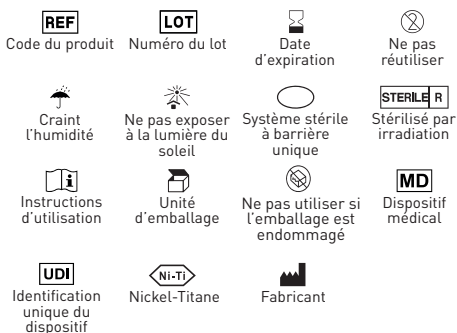 REF
LOT
2
Code du produit
Numéro du lot
Date
d'expiration
Ne pas
réutiliser
STERILE R
Craint
l'humidité
Ne pas exposer
à la lumière du
soleil
Système stérile
à barrière
unique
Stérilisé par
irradiation
i
MD
Instructions
d'utilisation
Unité
d'emballage
Ne pas utiliser si
l'emballage est
endommagé
Dispositif
médical
UDI
Ni-Ti
Identification
unique du
dispositif
Nickel-Titane
Fabricant